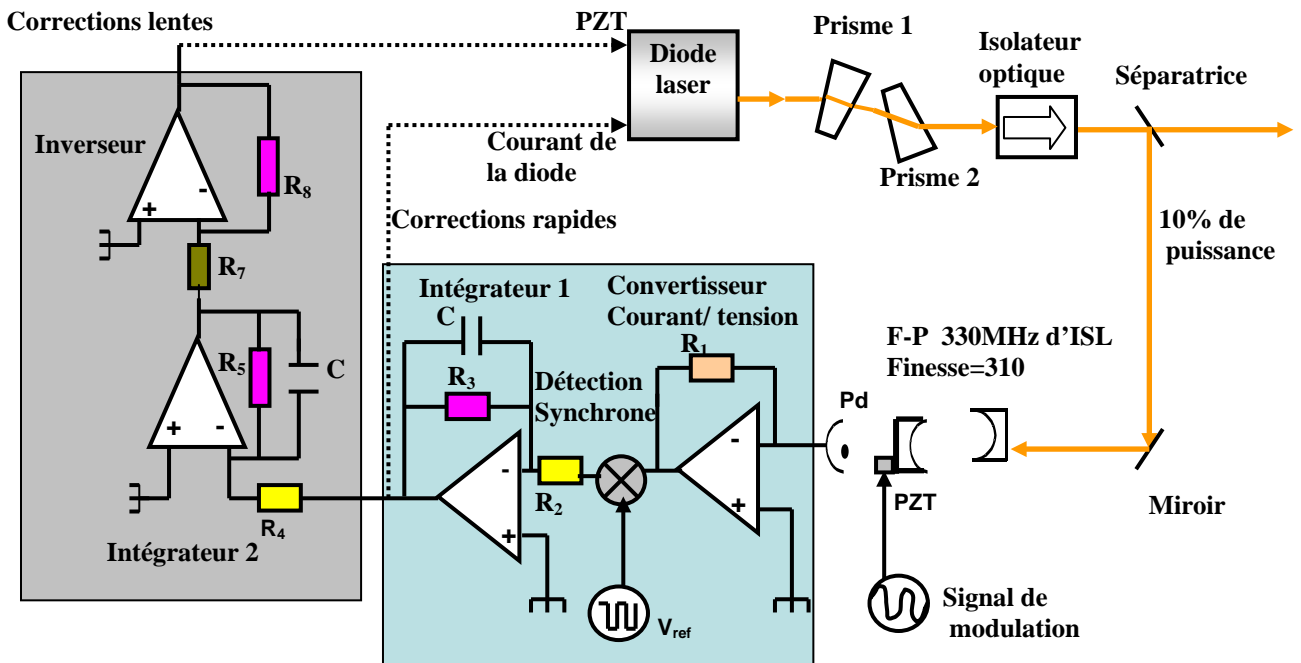 Corrections lentes
PZT
Diode
laser
Prisme 1
Isolateur
optique
Séparatrice
Inverseur
R8
+
-
Courant de
la diode
Prisme 2
Corrections rapides
10% de
puissance
R7
Intégrateur 1
C
Convertisseur
Courant/ tension
R1
F-P 330MHz d'ISL
Finesse=310
R5
C
R3
Détection
Synchrone
Pd
+
-
-
R2
-
+
+
R4
PZT
Miroir
Intégrateur 2
Vref
Signal de
modulation